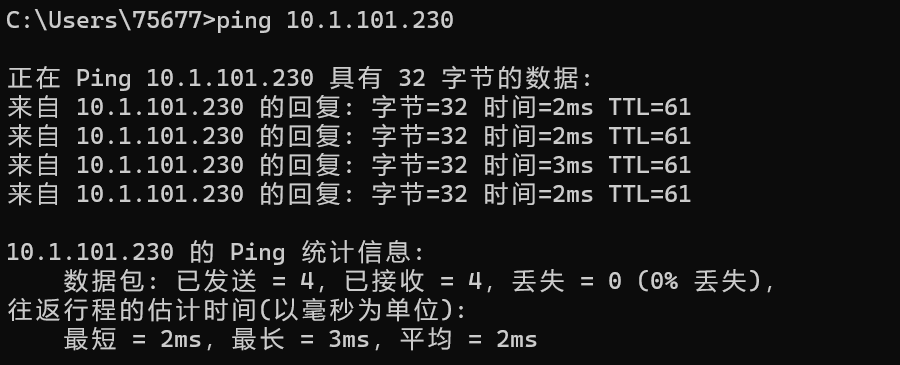 C:\Users\75677>ping 10.1.101.230
正在 Ping 10.1.101.230 具有 32 字节的数据:
来自 10.1.101.230 的回复: 字节=32 时间=2ms TTL=61
来自 10.1.101.230 的回复: 字节=32 时间=2ms TTL=61
来自 10.1.101.230 的回复: 字节=32 时间=3ms TTL=61
来自 10.1.101.230 的回复: 字节=32 时间=2ms TTL=61
10.1.101.230 的 Ping 统计信息:
数据包: 已发送 = 4，已接收 = 4，丢失 = 0 (0% 丢失)，
往返行程的估计时间(以毫秒为单位):
最短 = 2ms，最长 = 3ms，平均 = 2ms